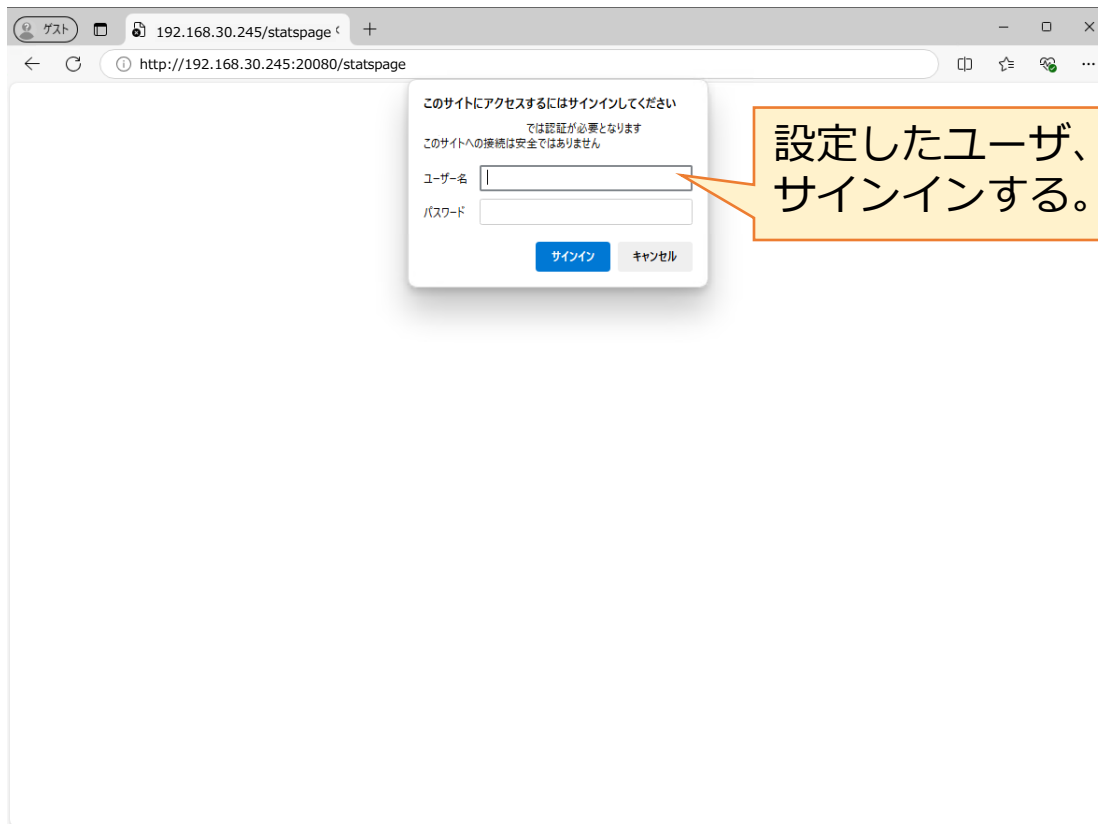 ゲスト
192.168.30.245/statspage
http://192.168.30.245:20080/statspage
このサイトにアクセスするにはサインインしてください
では認証が必要となります
このサイトへの接続は安全ではありません
ユーザー名
パスワード
サインイン
キャンセル
設定したユーザ、
サインインする。